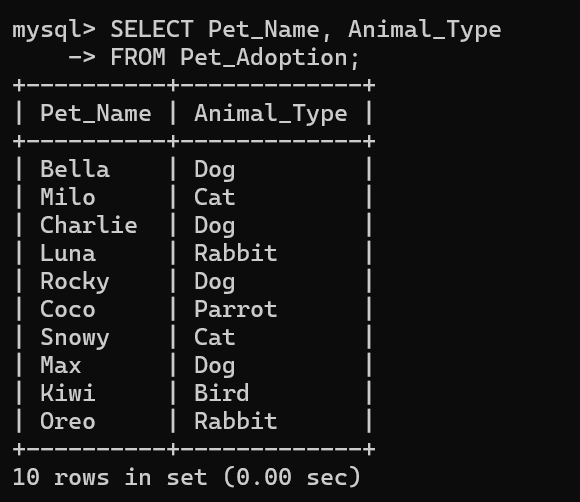 mysql> SELECT Pet_Name, Animal_Type
    -> FROM Pet_Adoption;
+----------+-------------+
| Pet_Name | Animal_Type |
+----------+-------------+
| Bella    | Dog         |
| Milo     | Cat         |
| Charlie  | Dog         |
| Luna     | Rabbit      |
| Rocky    | Dog         |
| Coco     | Parrot      |
| Snowy    | Cat         |
| Max      | Dog         |
| Kiwi     | Bird        |
| Oreo     | Rabbit      |
+----------+-------------+
10 rows in set (0.00 sec)